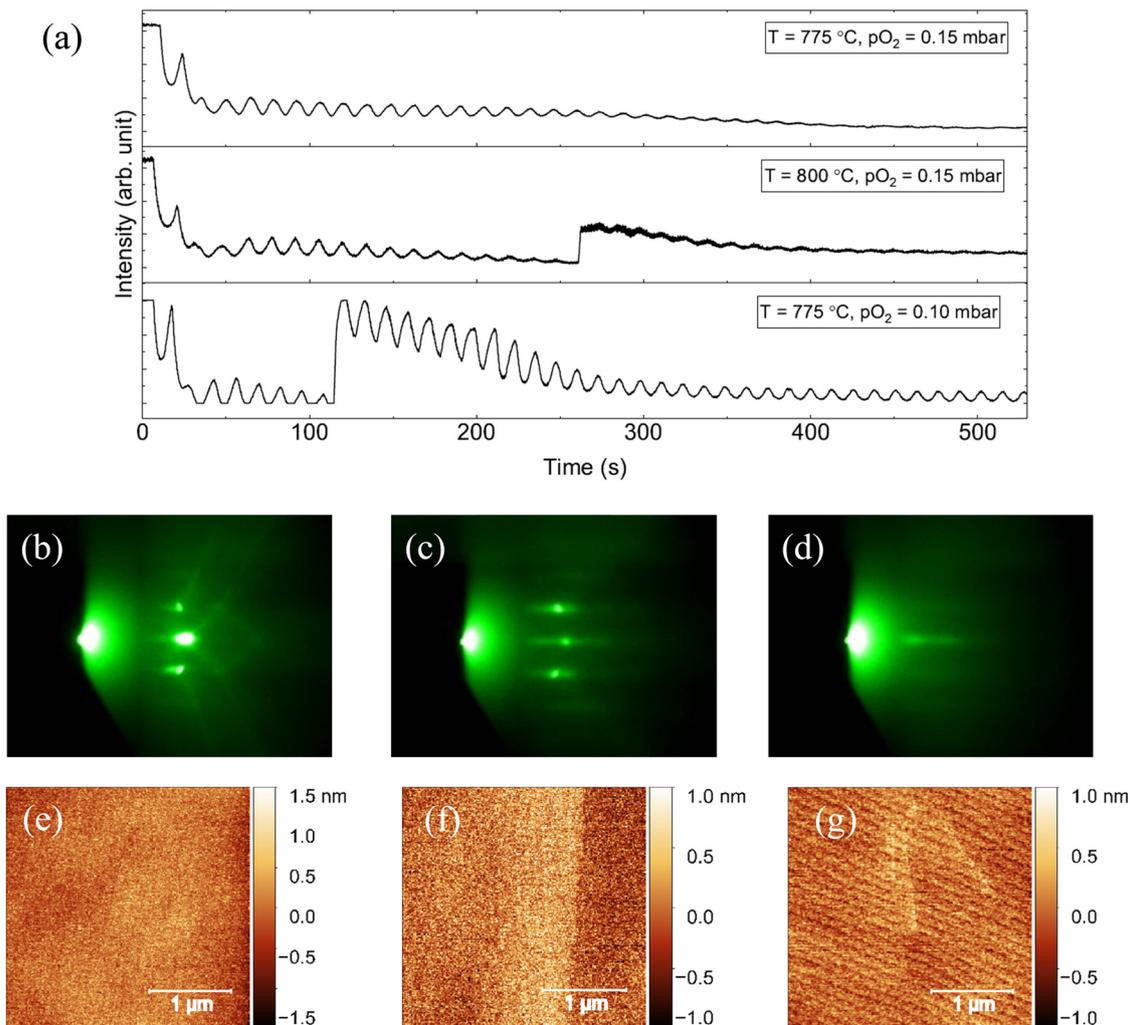 (a)
T = 775 °C, pO₂ = 0.15 mbar
T = 800 °C, pO₂ = 0.15 mbar
T = 775 °C, pO₂ = 0.10 mbar
Intensity (arb. unit)
0 100 200 300 400 500
Time (s)
(b) (c) (d)
(e)
1.5 nm
1.0
0.5
0.0
−0.5
−1.0
−1.5
1 µm
(f)
1.0 nm
0.5
0.0
−0.5
−1.0
1 µm
(g)
1.0 nm
0.5
0.0
−0.5
−1.0
1 µm